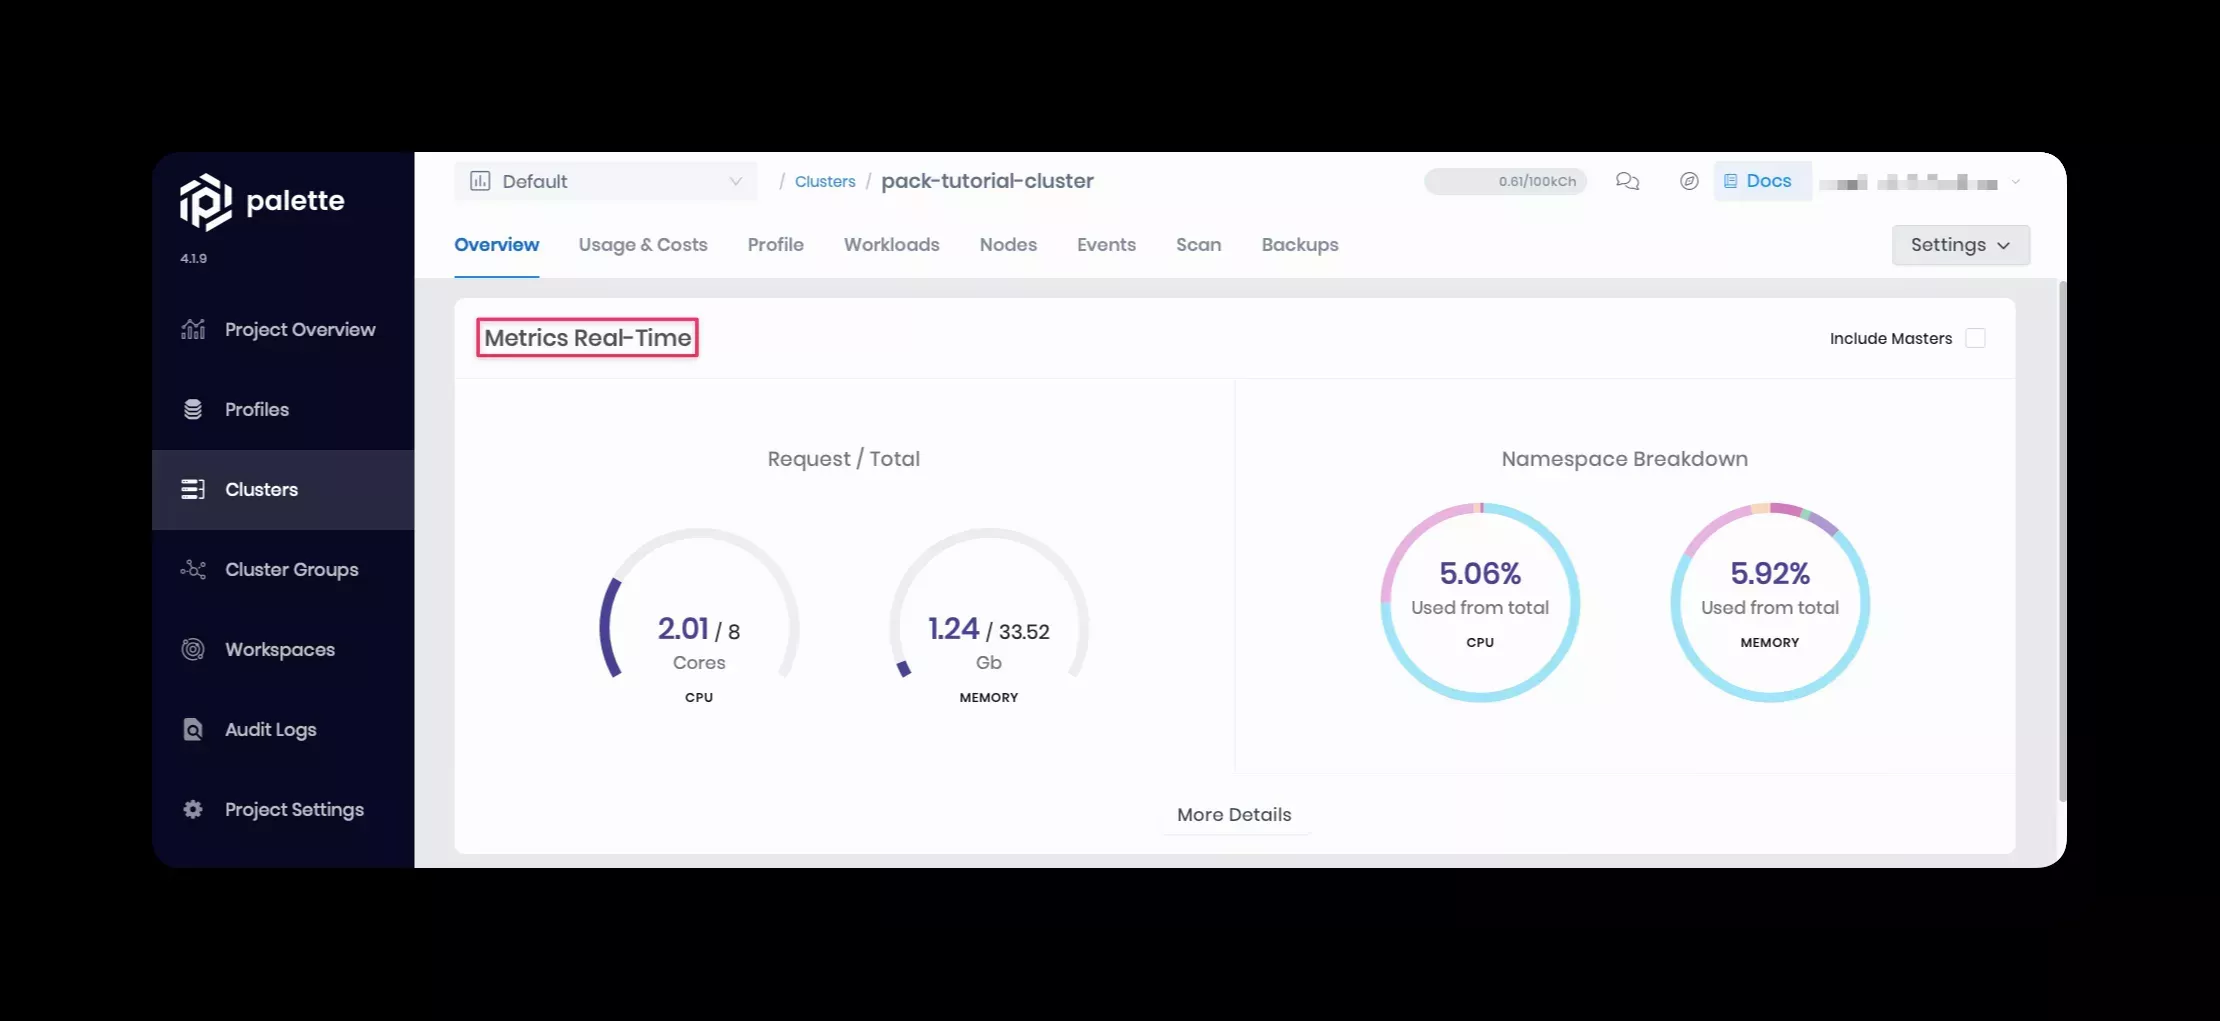 palette
4.1.9
Project Overview
Profiles
Clusters
Cluster Groups
Workspaces
Audit Logs
Project Settings
Default
/ Clusters / pack-tutorial-cluster
0.61/100kCh
Docs
Overview Usage & Costs Profile Workloads Nodes Events Scan Backups
Settings
Metrics Real-Time
Include Masters
Request / Total
2.01 / 8
Cores
CPU
1.24 / 33.52
Gb
MEMORY
Namespace Breakdown
5.06%
Used from total
CPU
5.92%
Used from total
MEMORY
More Details